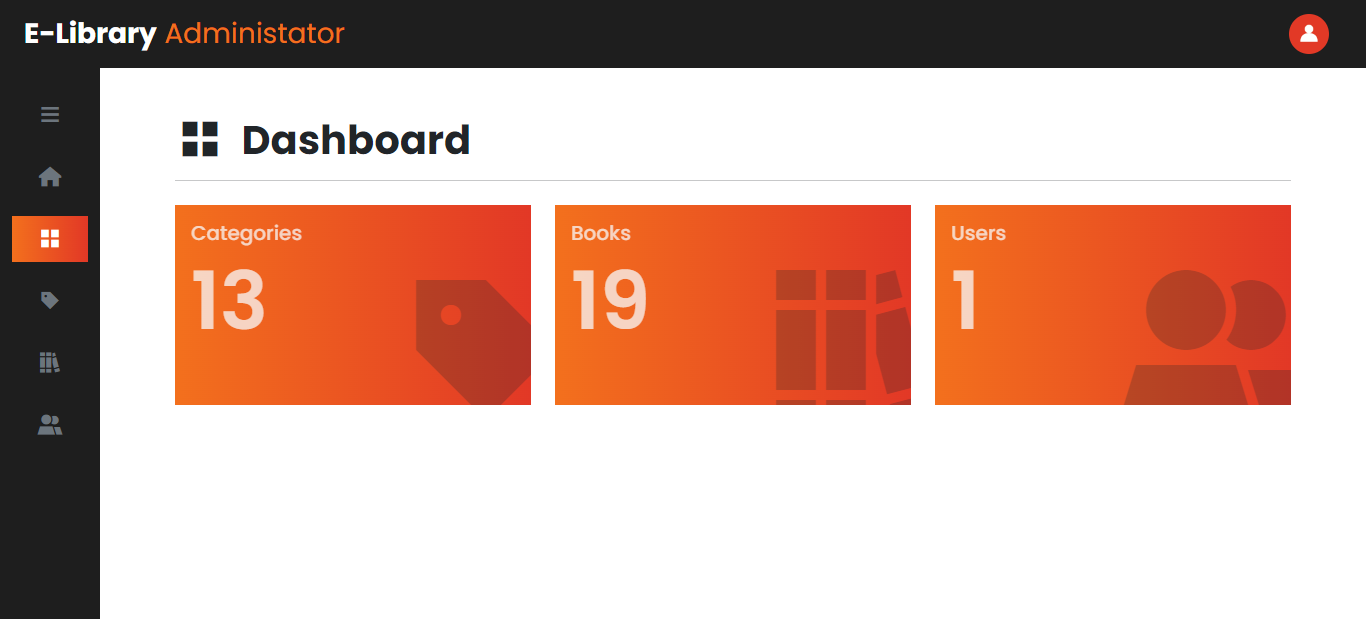 E-Library Administator
Dashboard
Categories
13
Books
19
Users
1